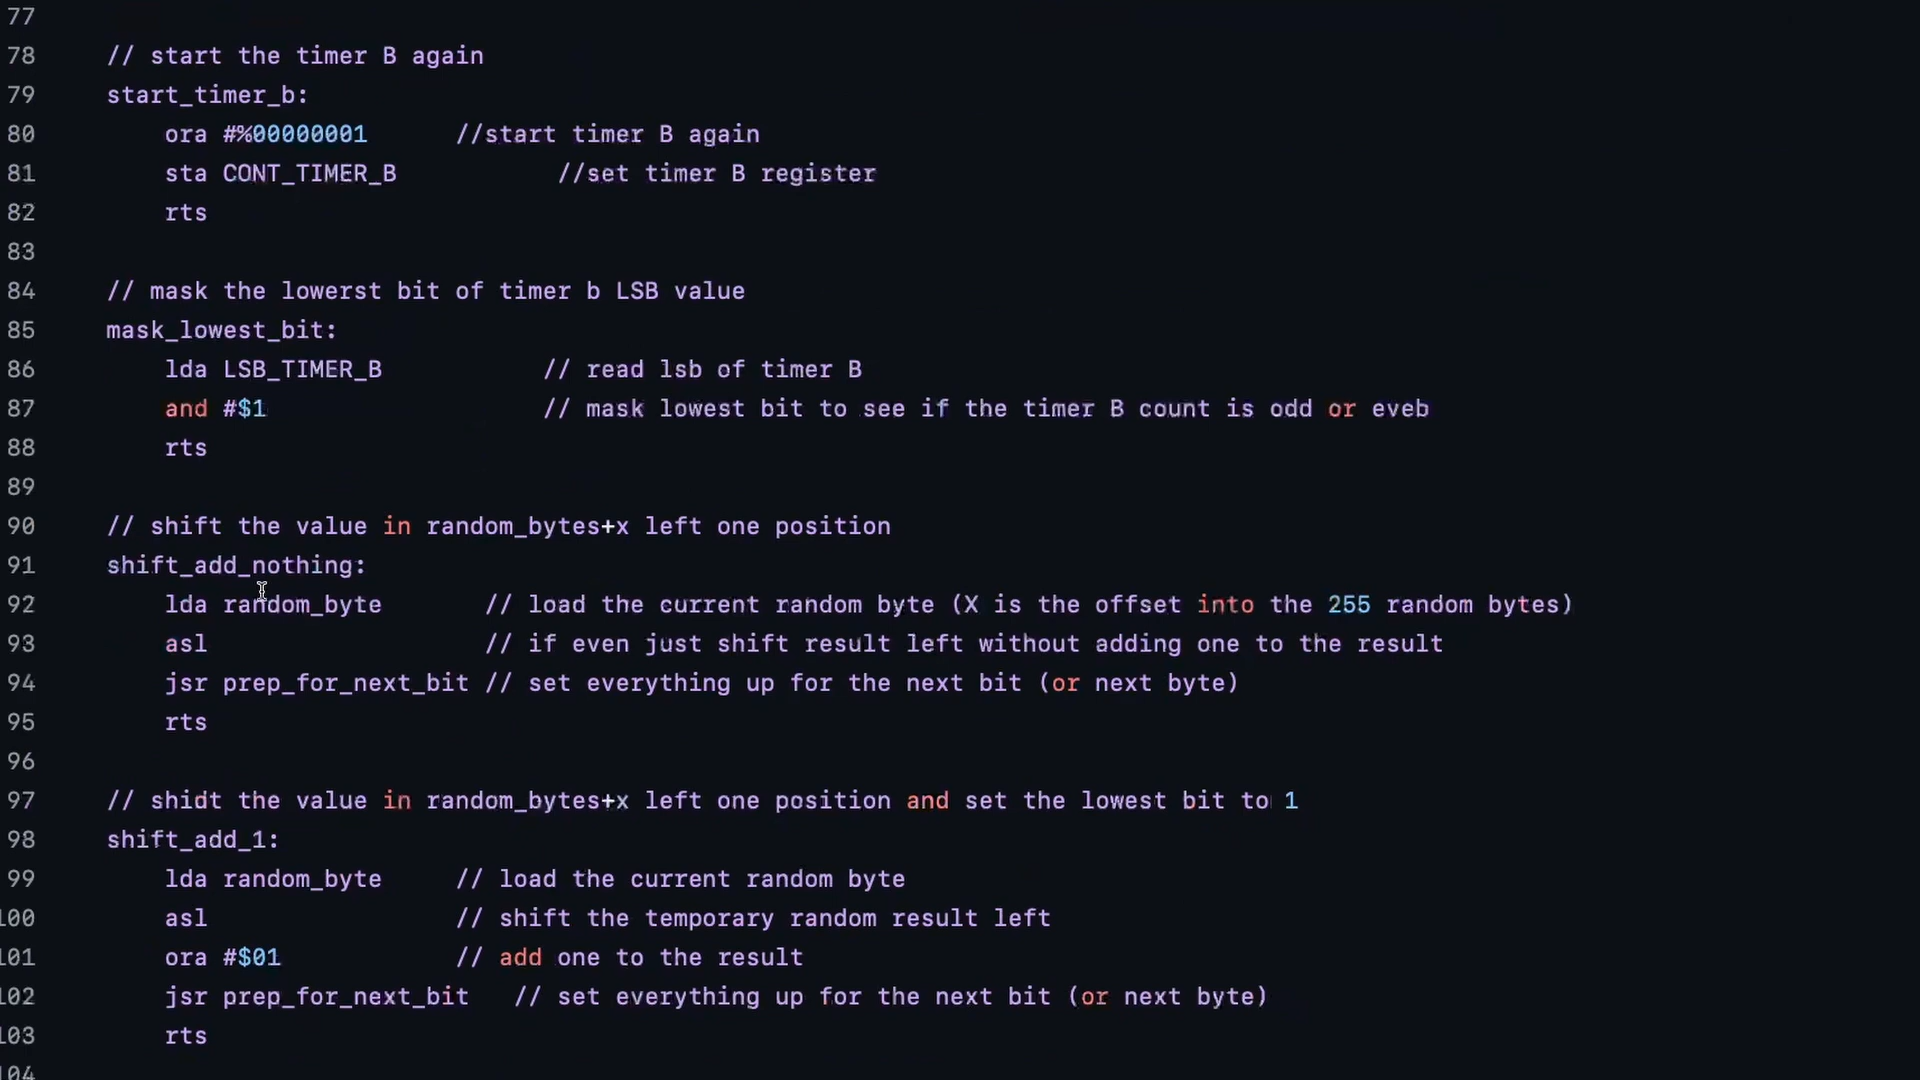 77
78 // start the timer B again
79 start_timer_b:
80 ora #%00000001 //start timer B again
81 sta CONT_TIMER_B //set timer B register
82 rts
83
84 // mask the lowerst bit of timer b LSB value
85 mask_lowest_bit:
86 lda LSB_TIMER_B // read lsb of timer B
87 and #$1 // mask lowest bit to see if the timer B count is odd or eveb
88 rts
89
90 // shift the value in random_bytes+x left one position
91 shift_add_nothing:
92 lda random_byte // load the current random byte (X is the offset into the 255 random bytes)
93 asl // if even just shift result left without adding one to the result
94 jsr prep_for_next_bit // set everything up for the next bit (or next byte)
95 rts
96
97 // shidt the value in random_bytes+x left one position and set the lowest bit to 1
98 shift_add_1:
99 lda random_byte // load the current random byte
100 asl // shift the temporary random result left
101 ora #$01 // add one to the result
102 jsr prep_for_next_bit // set everything up for the next bit (or next byte)
103 rts
104